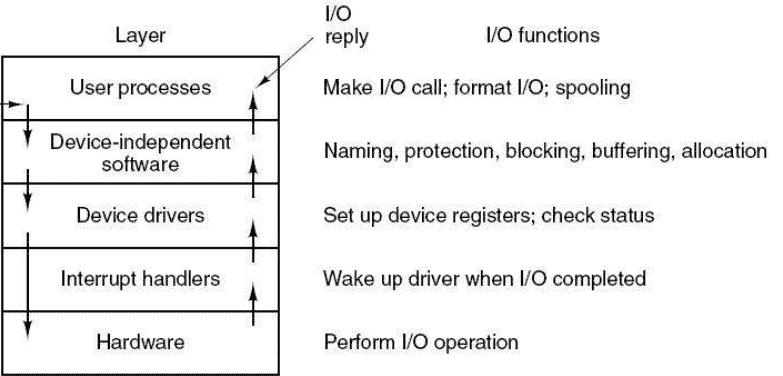 Layer
I/O
reply
I/O functions
User processes
Make I/O call; format I/O; spooling
Device-independent
software
Naming, protection, blocking, buffering, allocation
Device drivers
Set up device registers; check status
Interrupt handlers
Wake up driver when I/O completed
Hardware
Perform I/O operation